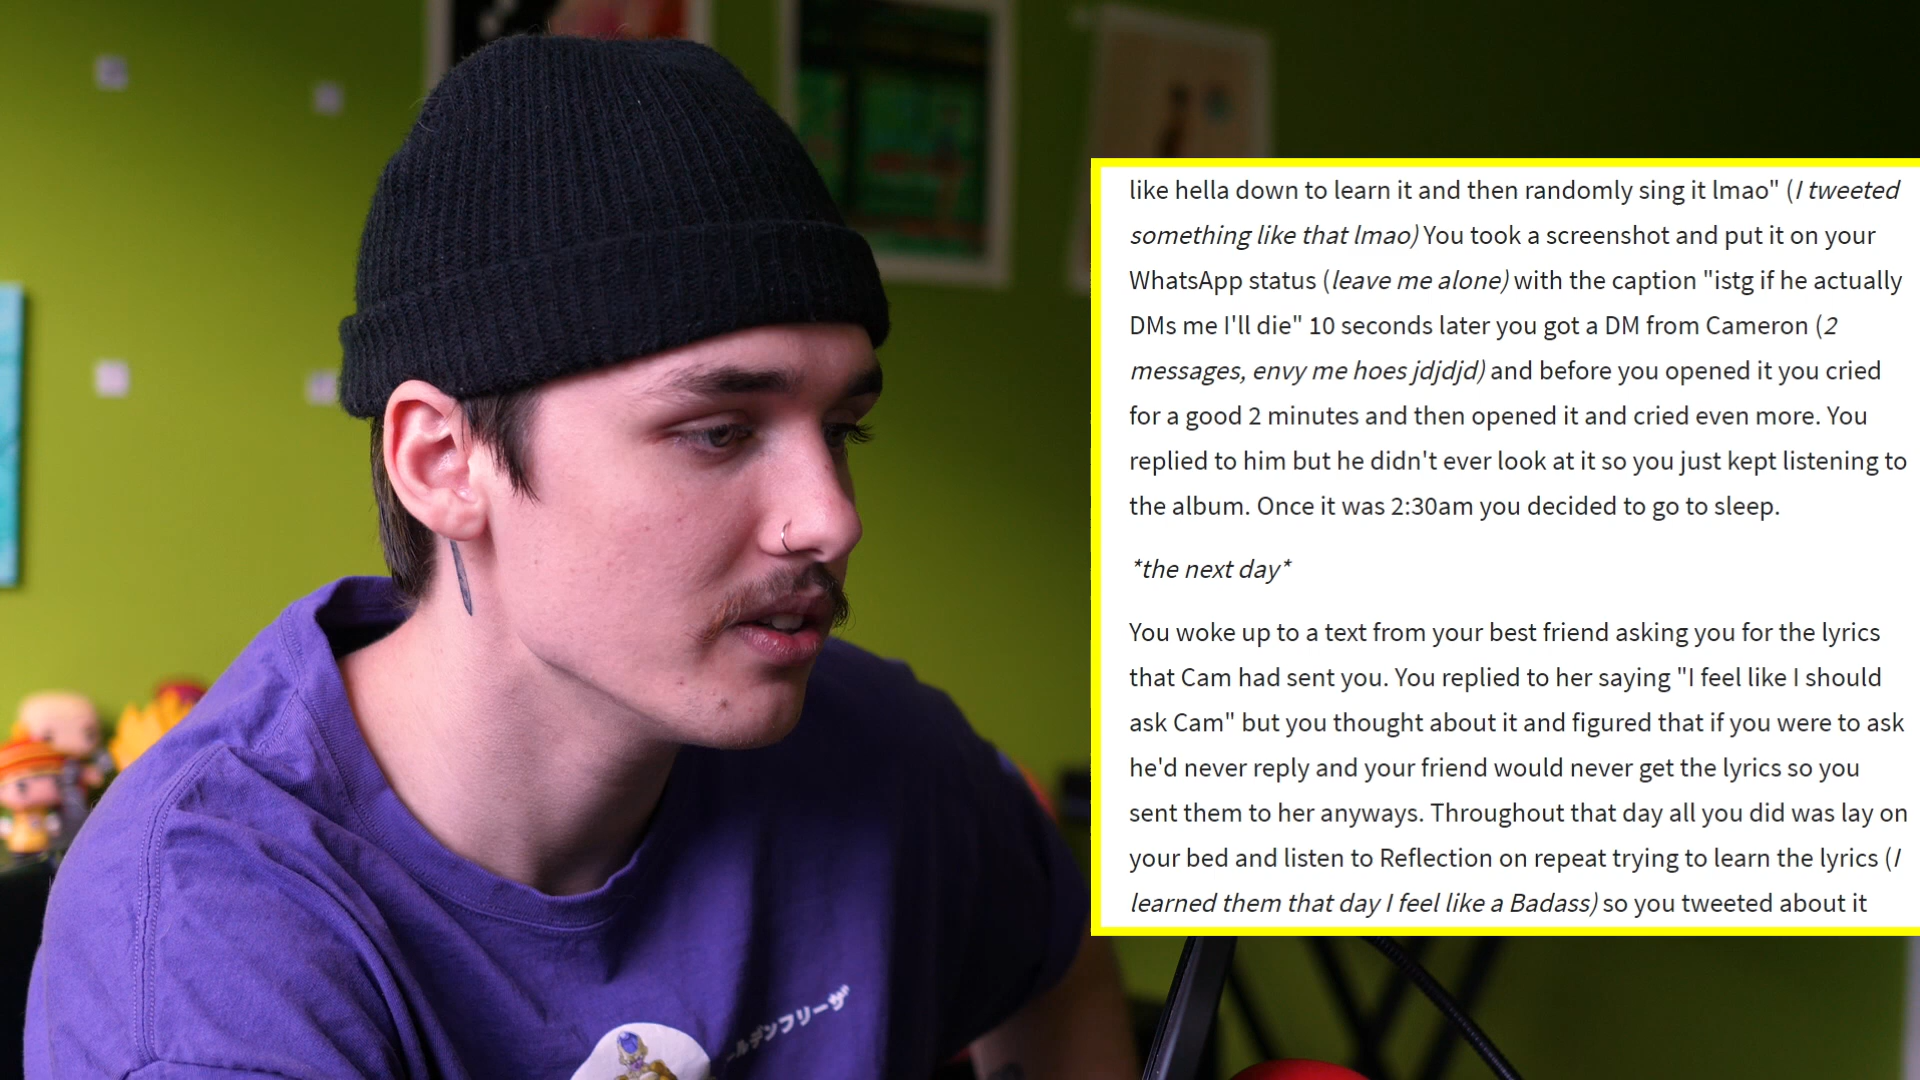 like hella down to learn it and then randomly sing it lmao" (I tweeted
something like that lmao) You took a screenshot and put it on your
WhatsApp status (leave me alone) with the caption "istg if he actually
DMs me I'll die" 10 seconds later you got a DM from Cameron (2
messages, envy me hoes jdjdjd) and before you opened it you cried
for a good 2 minutes and then opened it and cried even more. You
replied to him but he didn't ever look at it so you just kept listening to
the album. Once it was 2:30am you decided to go to sleep.
*the next day*
You woke up to a text from your best friend asking you for the lyrics
that Cam had sent you. You replied to her saying "I feel like I should
ask Cam" but you thought about it and figured that if you were to ask
he'd never reply and your friend would never get the lyrics so you
sent them to her anyways. Throughout that day all you did was lay on
your bed and listen to Reflection on repeat trying to learn the lyrics (I
learned them that day I feel like a Badass) so you tweeted about it
ールデンフリーザ